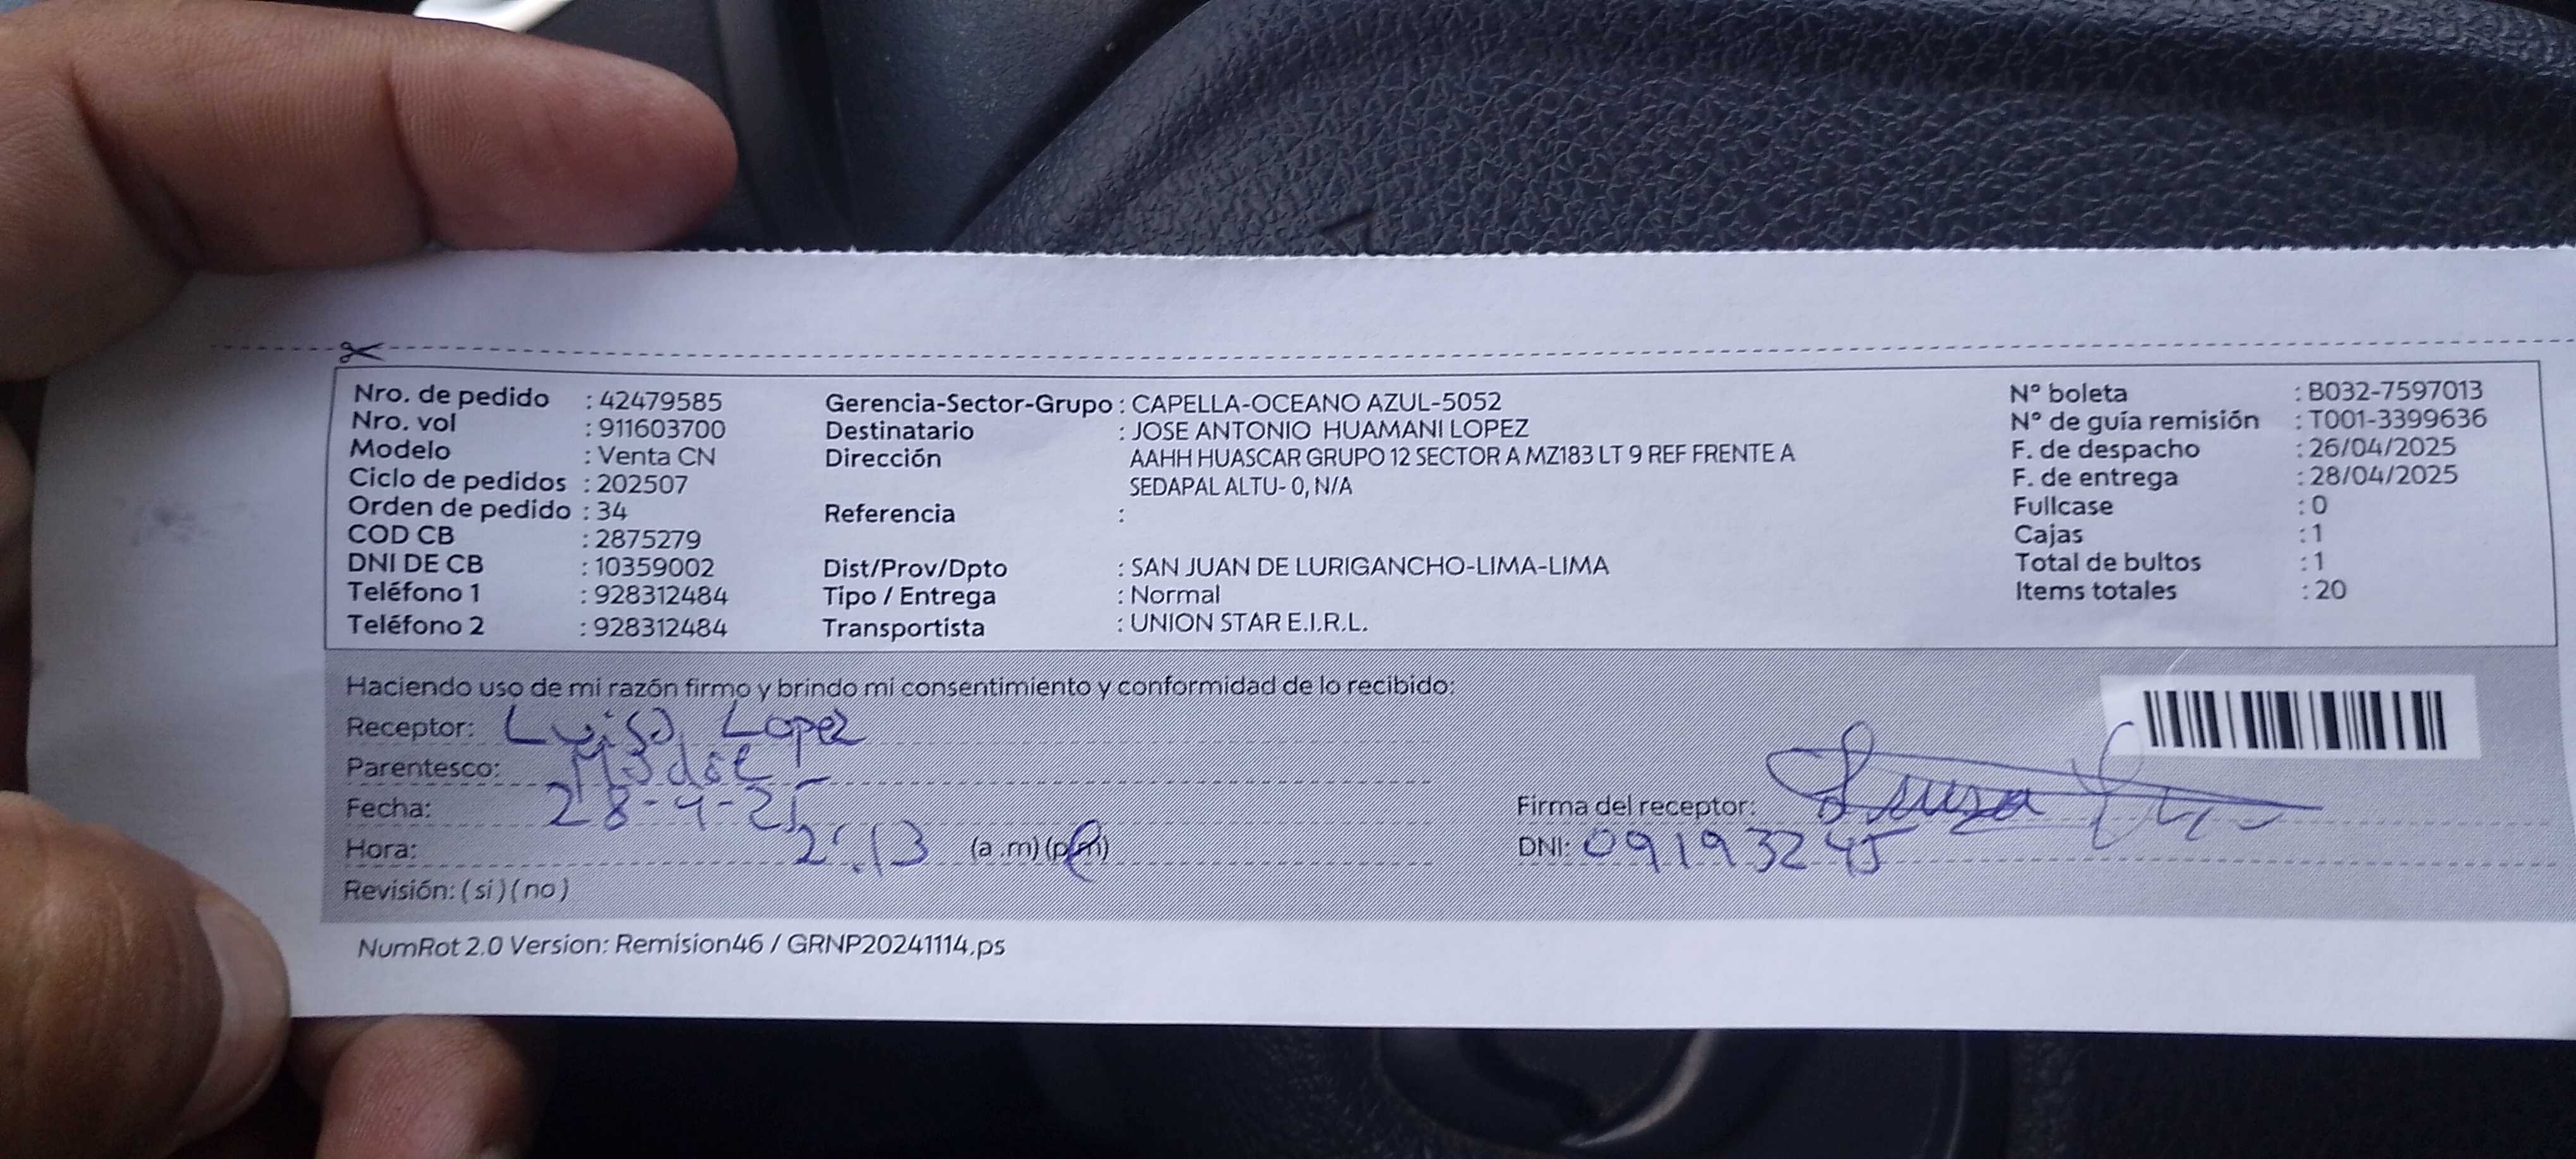 Nro. de pedido : 42479585
Nro. vol : 911603700
Modelo : Venta CN
Ciclo de pedidos : 202507
Orden de pedido : 34
COD CB : 2875279
DNI DE CB : 10359002
Teléfono 1 : 928312484
Teléfono 2 : 928312484
Gerencia-Sector-Grupo : CAPELLA-OCEANO AZUL-5052
Destinatario : JOSE ANTONIO HUAMANI LOPEZ
Dirección AAHH HUASCAR GRUPO 12 SECTOR A MZ183 LT 9 REF FRENTE A
SEDAPAL ALTU- 0, N/A
Referencia :
Dist/Prov/Dpto : SAN JUAN DE LURIGANCHO-LIMA-LIMA
Tipo / Entrega : Normal
Transportista : UNION STAR E.I.R.L.
N° boleta : B032-7597013
N° de guía remisión : T001-3399636
F. de despacho : 26/04/2025
F. de entrega : 28/04/2025
Fullcase : 0
Cajas : 1
Total de bultos : 1
Items totales : 20
Haciendo uso de mi razón firmo y brindo mi consentimiento y conformidad de lo recibido:
Receptor: Luisa Lopez
Parentesco:
Fecha: 28-4-25
Hora: 2:13 (a .m) (p.m)
Revisión: ( si ) ( no )
Firma del receptor: Luisa
DNI: 09193245
NumRot 2.0 Version: Remision46 / GRNP20241114.ps